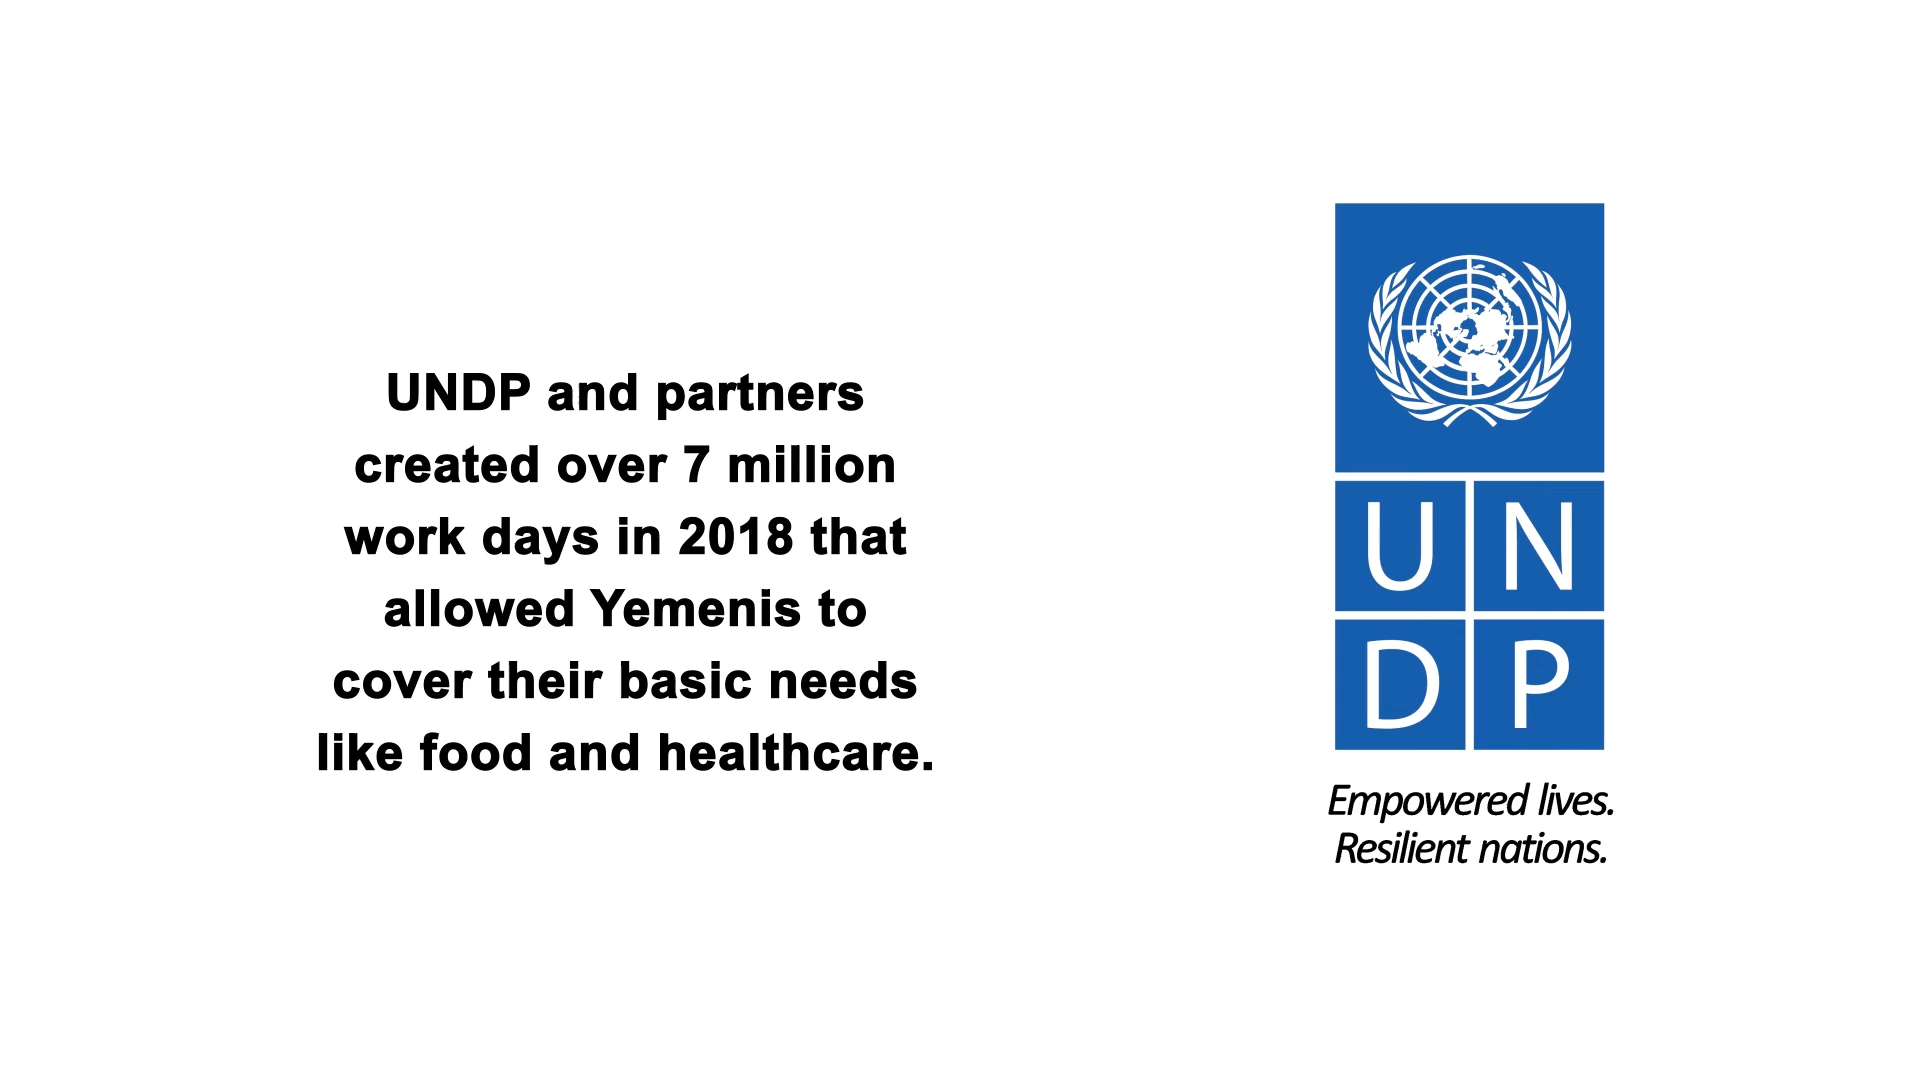 UNDP and partners
created over 7 million
work days in 2018 that
allowed Yemenis to
cover their basic needs
like food and healthcare.
U N
D P
Empowered lives.
Resilient nations.